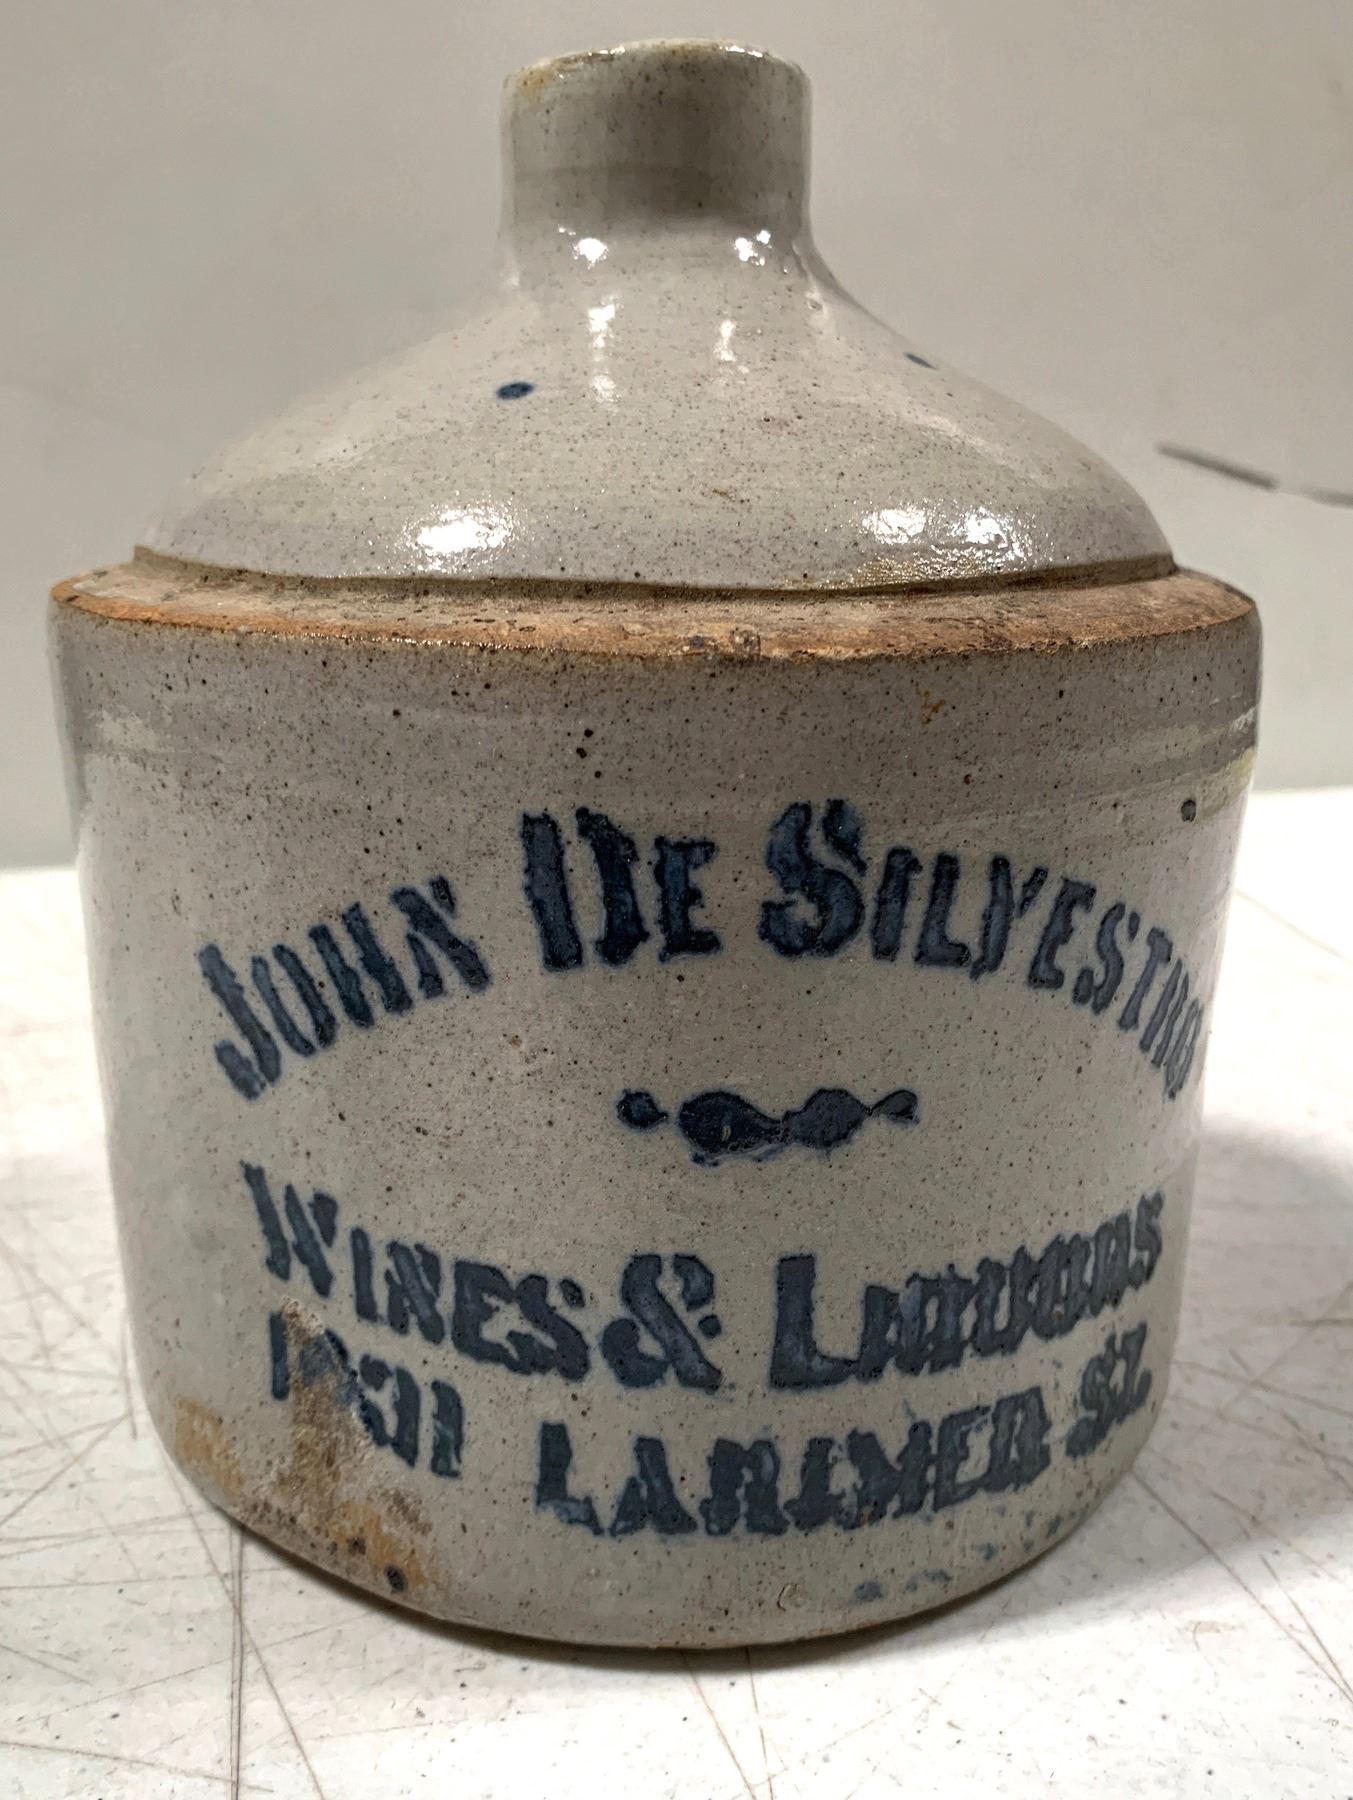 John De Silvestro
Wines & Liquors
Larimer St.